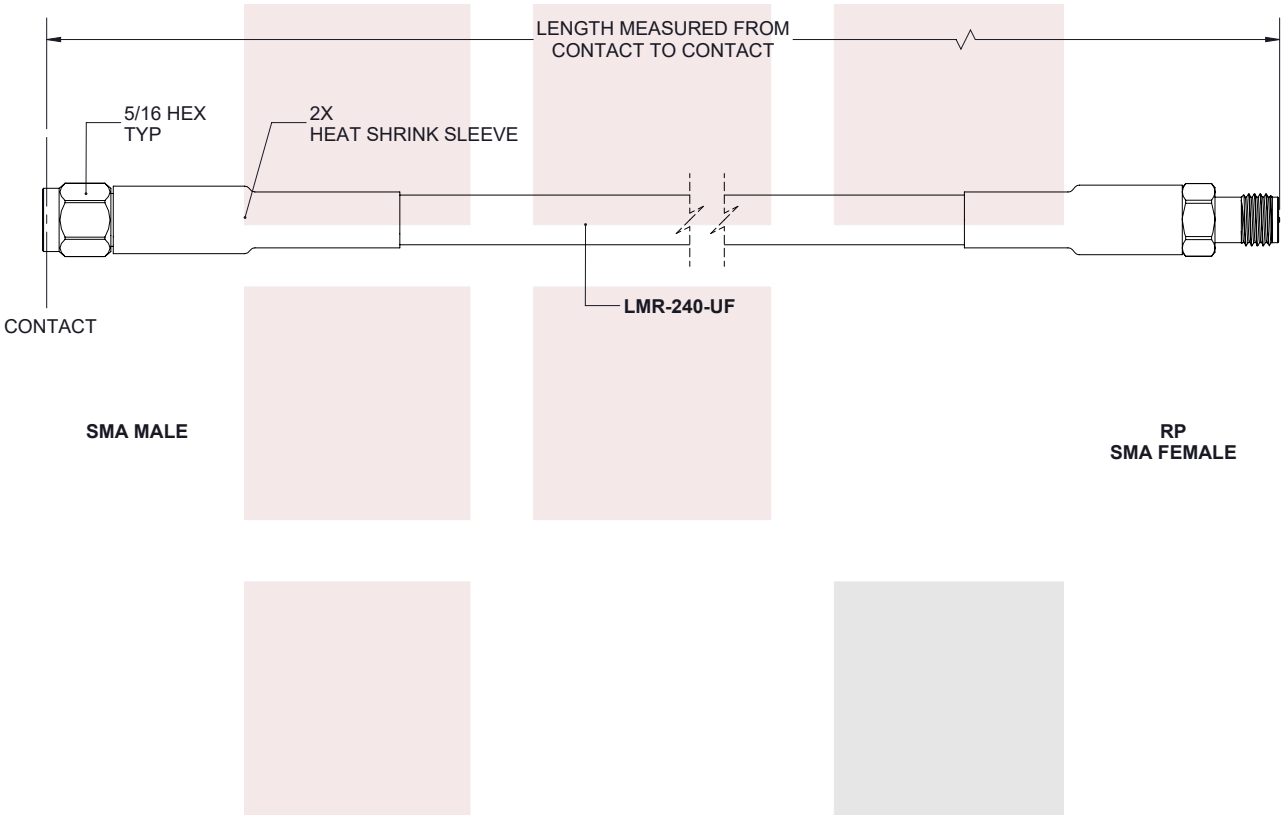 LENGTH MEASURED FROM
CONTACT TO CONTACT
5/16 HEX
TYP
2X
HEAT SHRINK SLEEVE
LMR-240-UF
CONTACT
SMA MALE
RP
SMA FEMALE